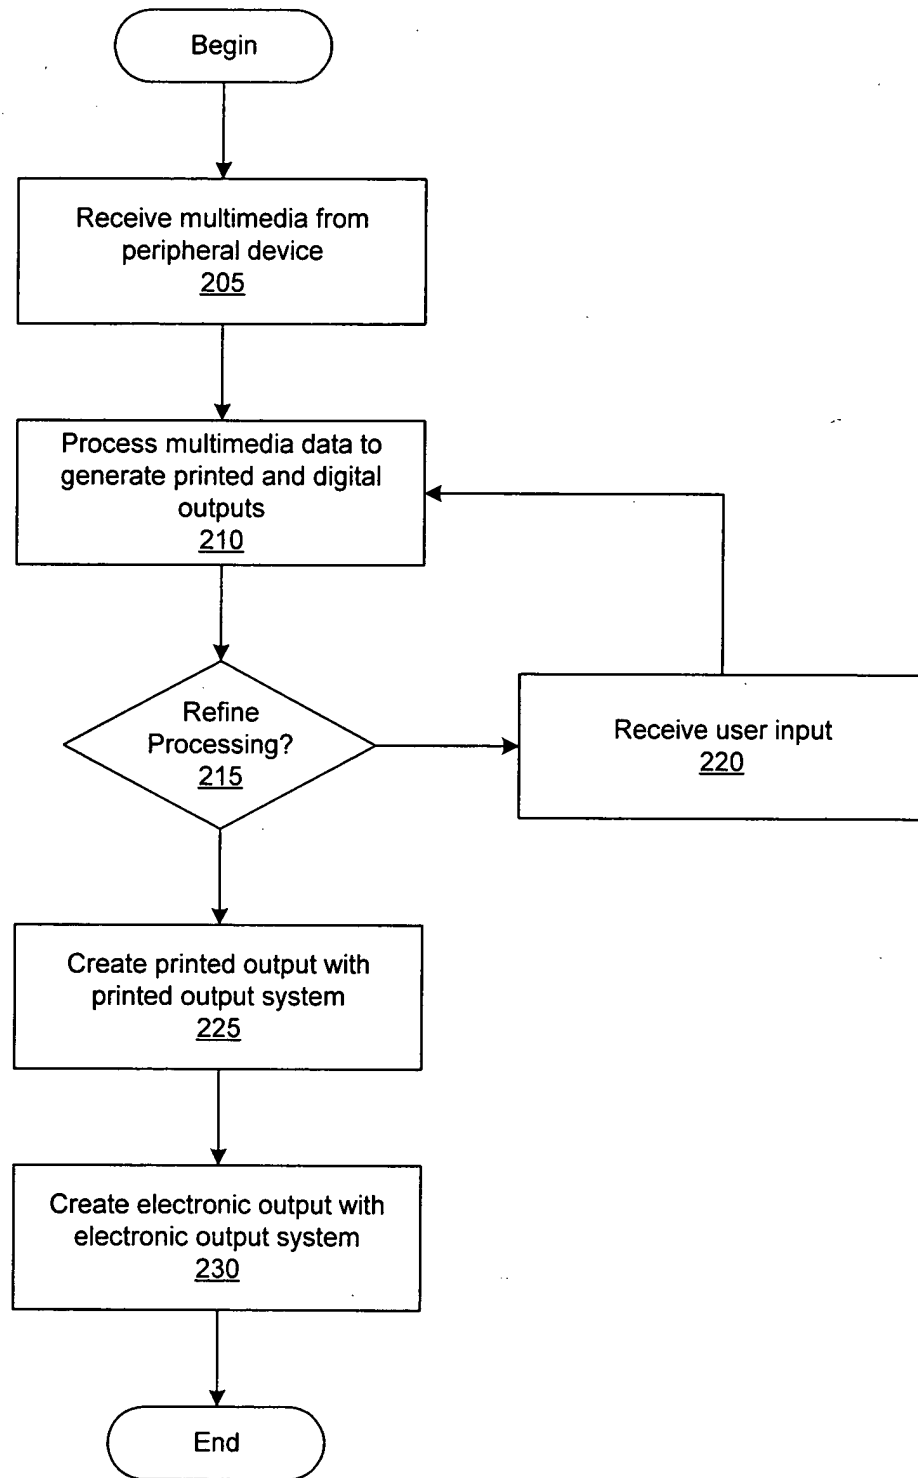 Begin
Receive multimedia from
peripheral device
205
Process multimedia data to
generate printed and digital
outputs
210
Refine
Processing?
215
Receive user input
220
Create printed output with
printed output system
225
Create electronic output with
electronic output system
230
End